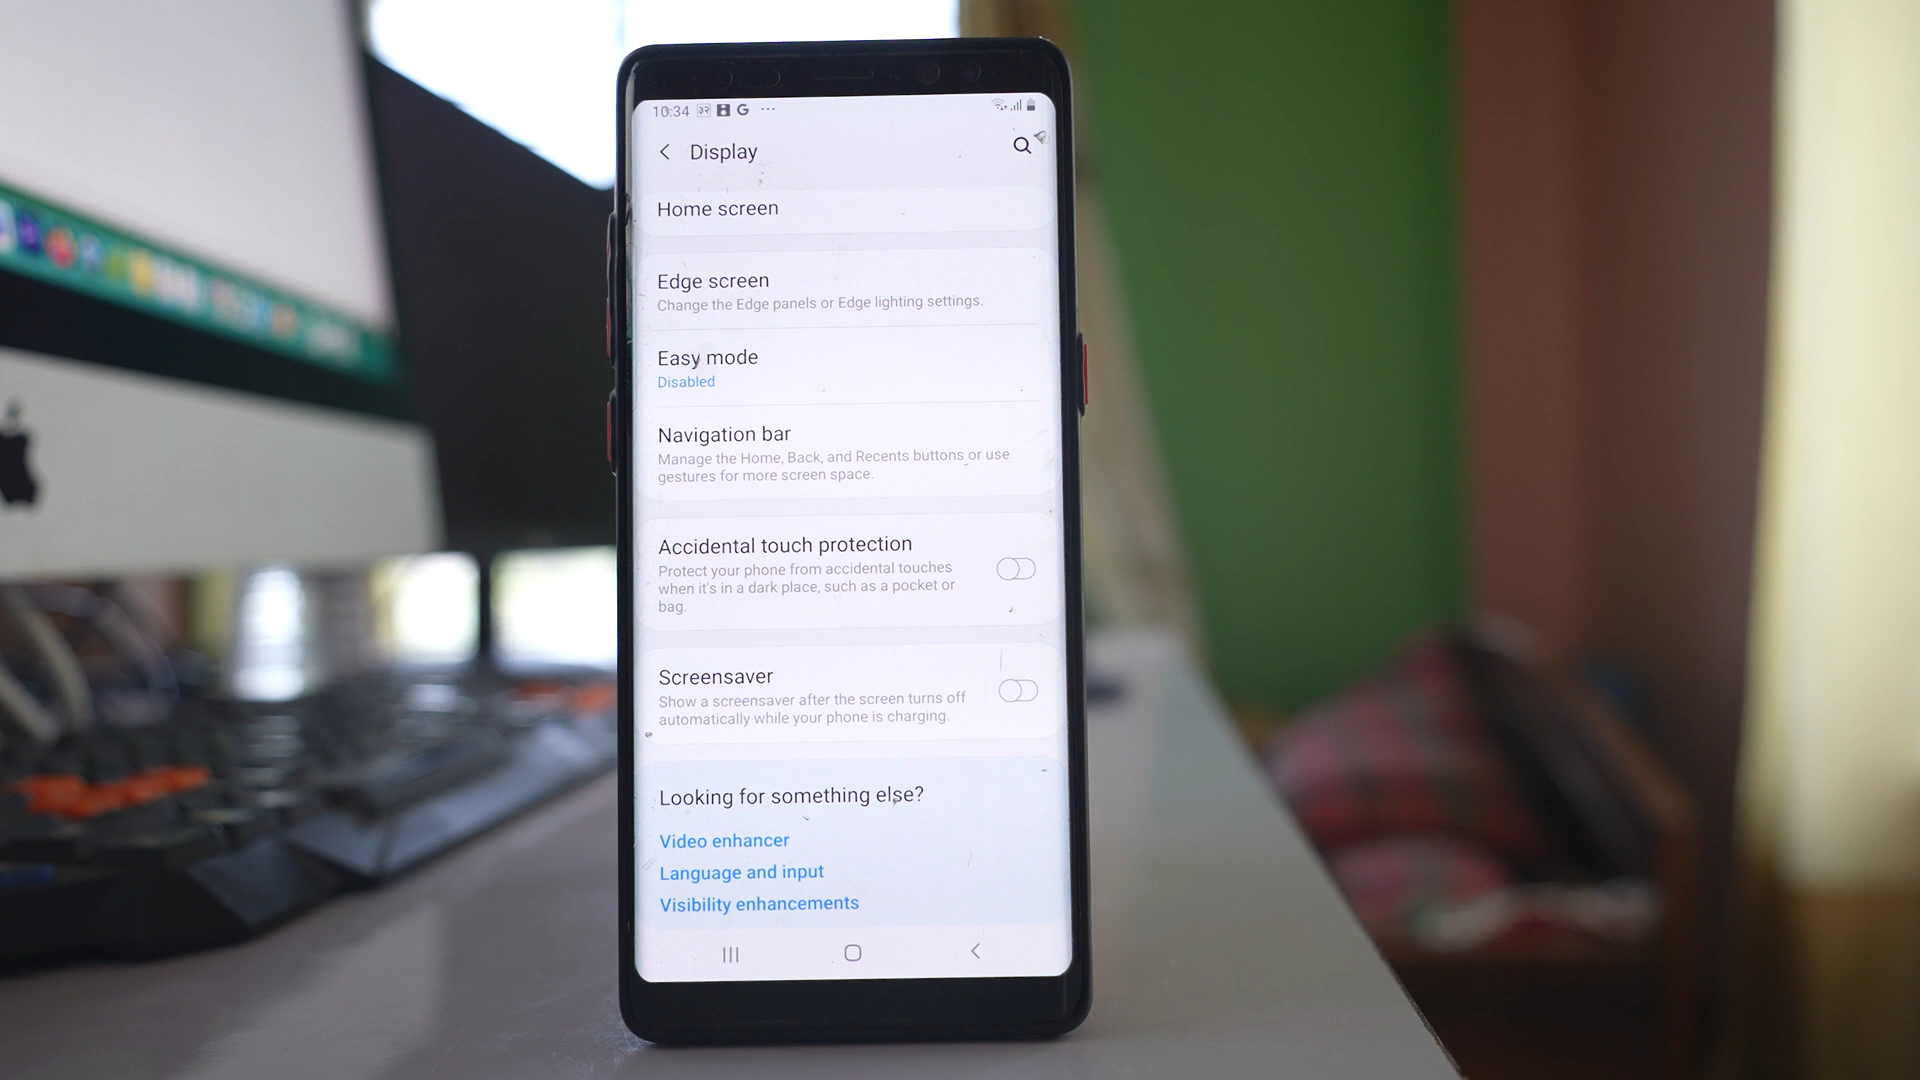 10:34 G ...
Display
Home screen
Edge screen
Change the Edge panels or Edge lighting settings.
Easy mode
Disabled
Navigation bar
Manage the Home, Back, and Recents buttons or use
gestures for more screen space.
Accidental touch protection
Protect your phone from accidental touches
when it's in a dark place, such as a pocket or
bag.
Screensaver
Show a screensaver after the screen turns off
automatically while your phone is charging.
Looking for something else?
Video enhancer
Language and input
Visibility enhancements